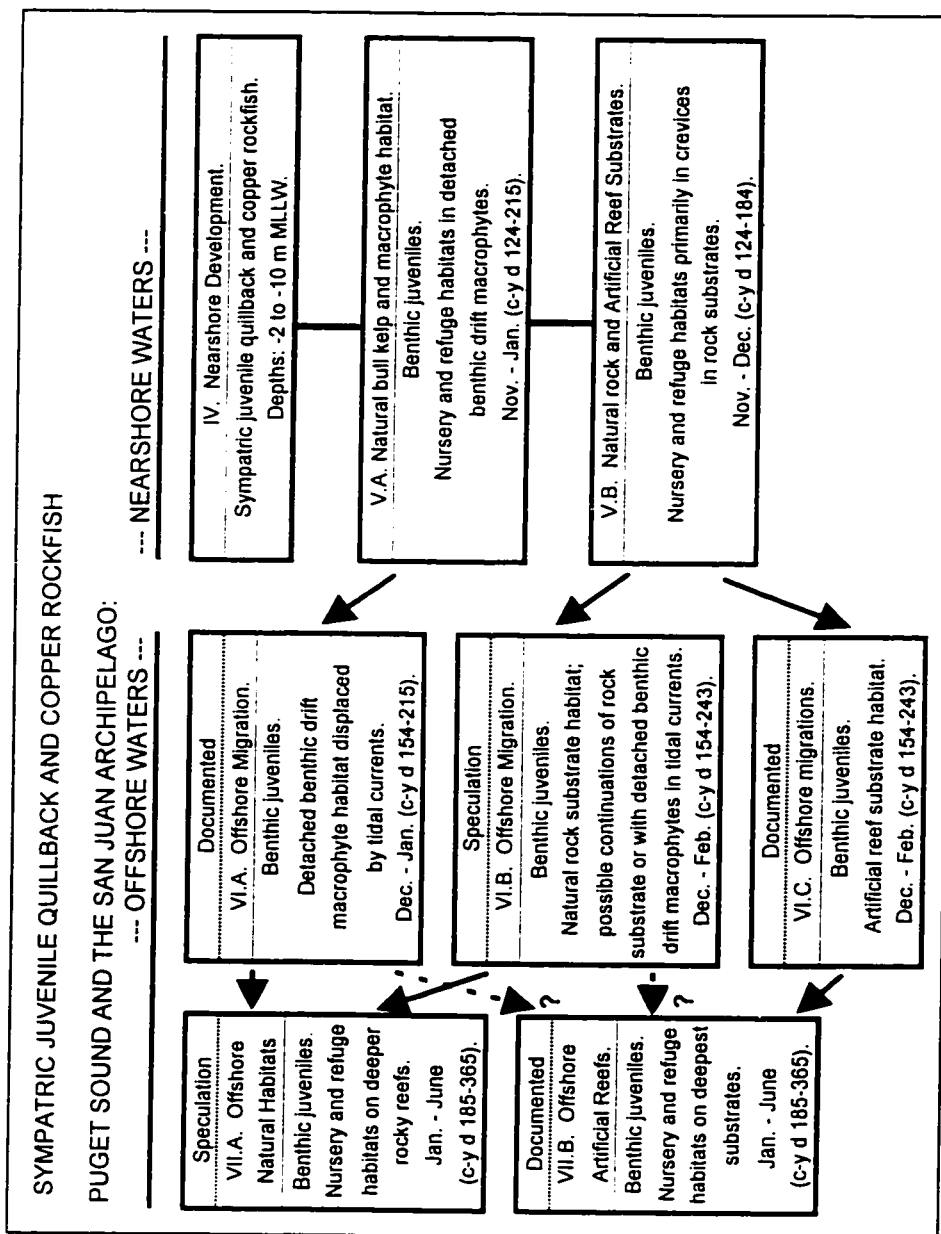 SYMPATRIC JUVENILE QUILLBACK AND COPPER ROCKFISH
PUGET SOUND AND THE SAN JUAN ARCHIPELAGO:
--- OFFSHORE WATERS ---
--- NEARSHORE WATERS ---
Speculation
VII.A. Offshore
Natural Habitats
Benthic juveniles.
Nursery and refuge
habitats on deeper
rocky reefs.
Jan. - June
(c-y d 185-365).
Documented
VI.A. Offshore Migration.
Benthic juveniles.
Detached benthic drift
macrophyte habitat displaced
by tidal currents.
Dec. - Jan. (c-y d 154-215).
IV. Nearshore Development.
Sympatric juvenile quillback and copper rockfish.
Depths: -2 to -10 m MLLW.
V.A. Natural bull kelp and macrophyte habitat.
Benthic juveniles.
Nursery and refuge habitats in detached
benthic drift macrophytes.
Nov. - Jan. (c-y d 124-215).
?
?
Documented
VII.B. Offshore
Artificial Reefs.
Benthic juveniles.
Nursery and refuge
habitats on deepest
substrates.
Jan. - June
(c-y d 185-365).
Speculation
VI.B. Offshore Migration.
Benthic juveniles.
Natural rock substrate habitat;
possible continuations of rock
substrate or with detached benthic
drift macrophytes in tidal currents.
Dec. - Feb. (c-y d 154-243).
V.B. Natural rock and Artificial Reef Substrates.
Benthic juveniles.
Nursery and refuge habitats primarily in crevices
in rock substrates.
Nov. - Dec. (c-y d 124-184).
Documented
VI.C. Offshore migrations.
Benthic juveniles.
Artificial reef substrate habitat.
Dec. - Feb. (c-y d 154-243).